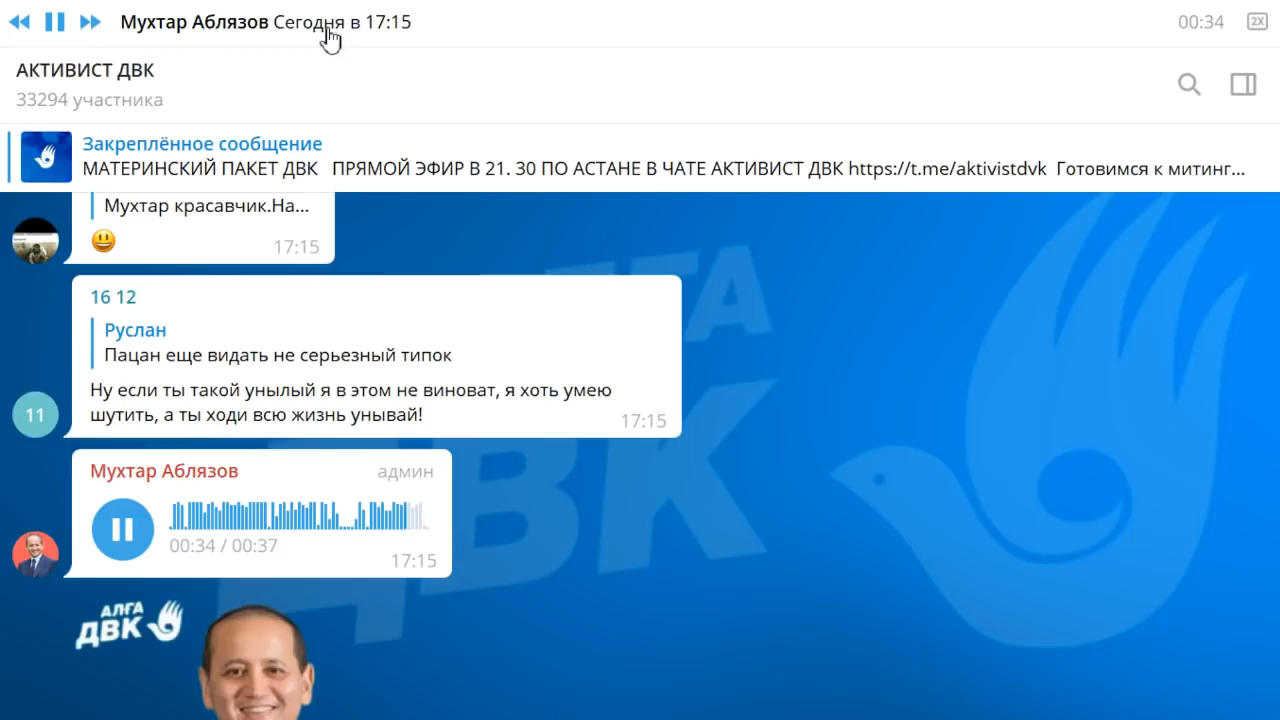 Мухтар Аблязов Сегодня в 17:15
00:34
2X
АКТИВИСТ ДВК
33294 участника
Закреплённое сообщение
МАТЕРИНСКИЙ ПАКЕТ ДВК ПРЯМОЙ ЭФИР В 21. 30 ПО АСТАНЕ В ЧАТЕ АКТИВИСТ ДВК https://t.me/aktivistdvk Готовимся к митинг...
Мухтар красавчик.На...
😃
17:15
16 12
Руслан
Пацан еще видать не серьезный типок
Ну если ты такой унылый я в этом не виноват, я хоть умею
шутить, а ты ходи всю жизнь унывай!
17:15
11
Мухтар Аблязов
админ
00:34 / 00:37
17:15
АЛҒА
ДВК
АЛҒА
ДВК